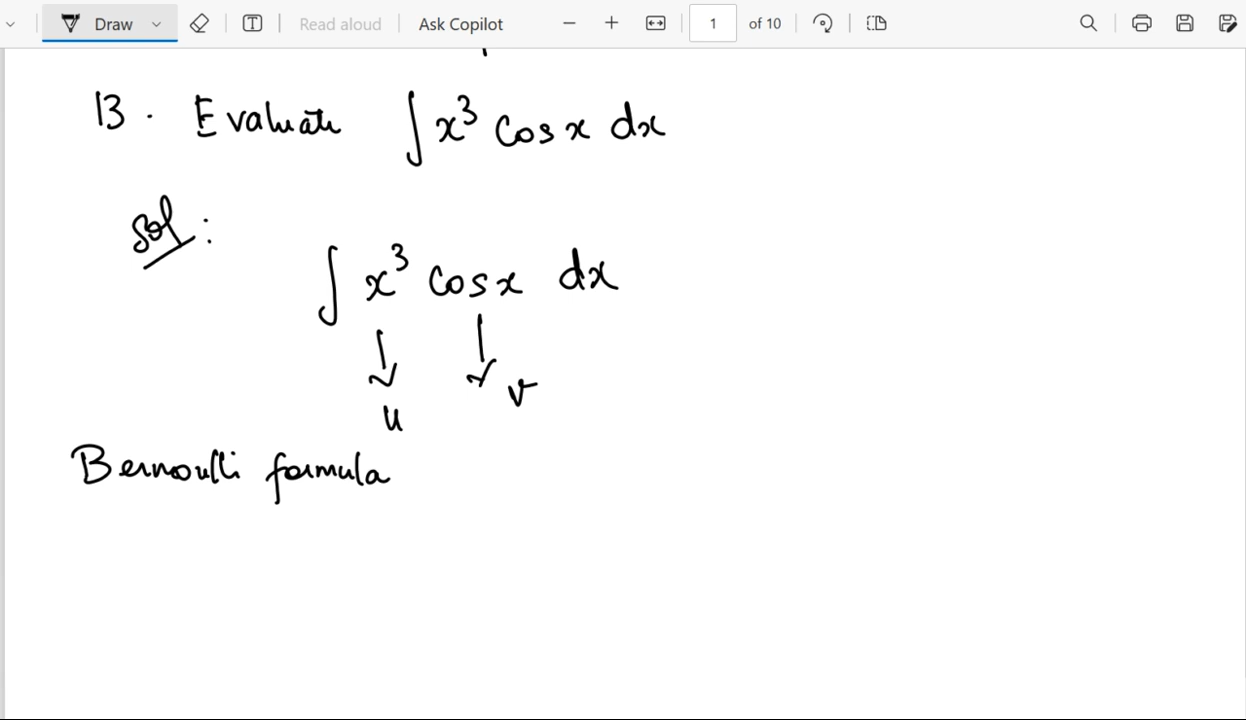 Draw Read aloud Ask Copilot 1 of 10
13. Evaluate ∫ x³ cos x dx
Sol:
∫ x³ cos x dx
u v
Bernoulli formula